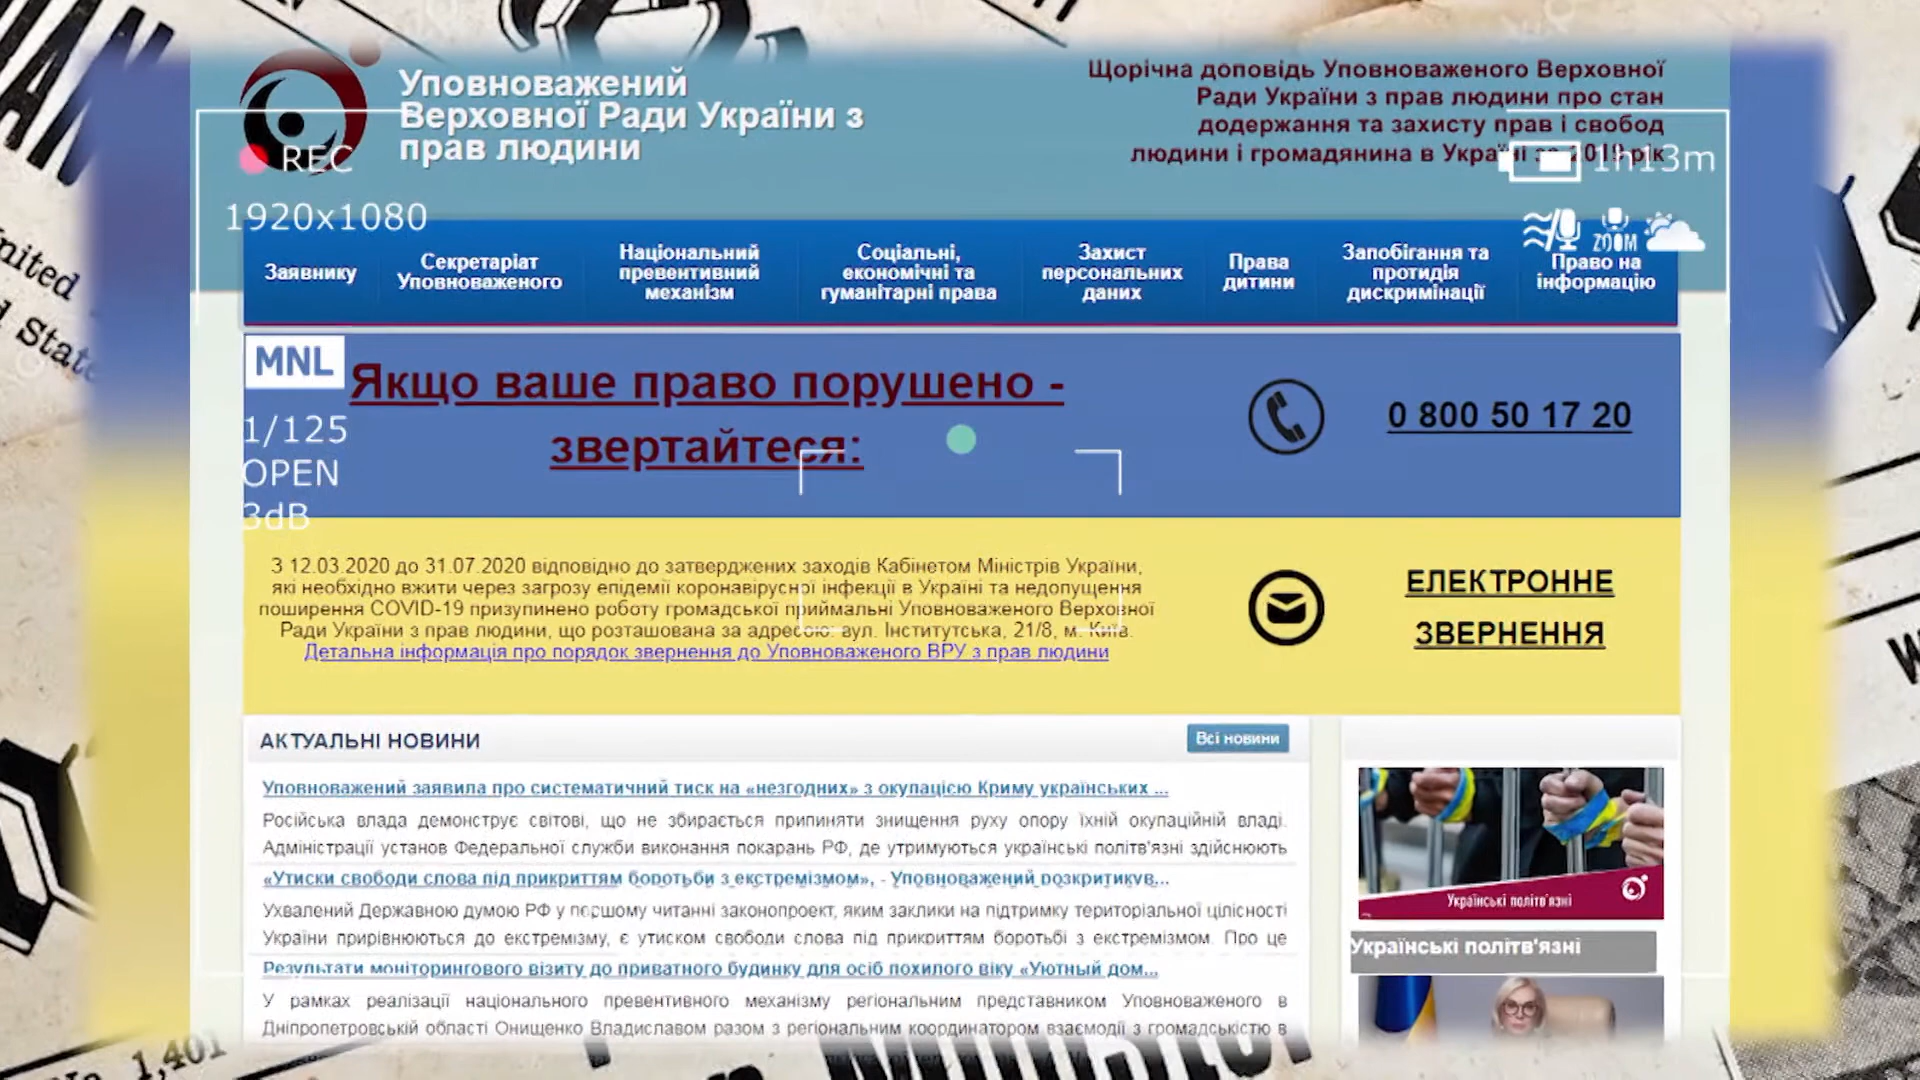 Уповноважений
Верховної Ради України з
прав людини
Щорічна доповідь Уповноваженого Верховної
Ради України з прав людини про стан
додержання та захисту прав і свобод
людини і громадянина в Україні за 2019 рік
REC
1h13m
1920x1080
ZOOM
Заявнику
Секретаріат
Уповноваженого
Національний
превентивний
механізм
Соціальні,
економічні та
гуманітарні права
Захист
персональних
даних
Права
дитини
Запобігання та
протидія
дискримінації
Право на
інформацію
MNL
Якщо ваше право порушено -
звертайтеся:
0 800 50 17 20
1/125
OPEN
3dB
З 12.03.2020 до 31.07.2020 відповідно до затверджених заходів Кабінетом Міністрів України,
які необхідно вжити через загрозу епідемії коронавірусної інфекції в Україні та недопущення
поширення COVID-19 призупинено роботу громадської приймальні Уповноваженого Верховної
Ради України з прав людини, що розташована за адресою: вул. Інститутська, 21/8, м. Київ.
Детальна інформація про порядок звернення до Уповноваженого ВРУ з прав людини
ЕЛЕКТРОННЕ
ЗВЕРНЕННЯ
АКТУАЛЬНІ НОВИНИ
Всі новини
Уповноважений заявила про систематичний тиск на «незгодних» з окупацією Криму українських ...
Російська влада демонструє світові, що не збирається припиняти знищення руху опору їхній окупаційній владі.
Адміністрації установ Федеральної служби виконання покарань РФ, де утримуються українські політв'язні здійснюють
«Утиски свободи слова під прикриттям боротьби з екстремізмом», - Уповноважений розкритикув...
Ухвалений Державною думою РФ у першому читанні законопроект, яким заклики на підтримку територіальної цілісності
України прирівнюються до екстремізму, є утиском свободи слова під прикриттям боротьбі з екстремізмом. Про це
Результати моніторингового візиту до приватного будинку для осіб похилого віку «Уютный дом...
У рамках реалізації національного превентивного механізму регіональним представником Уповноваженого в
Дніпропетровській області Онищенко Владиславом разом з регіональним координатором взаємодії з громадськістю в
Українські політв'язні
Українські політв'язні
United
States
No. 1,401
Minister